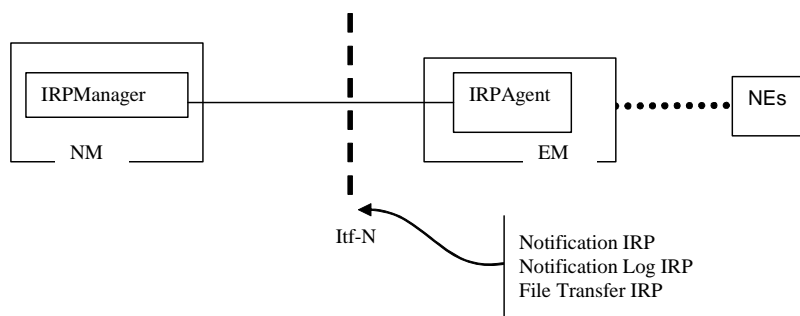 IRPManager
NM
IRPAgent
EM
NEs
Itf-N
Notification IRP
Notification Log IRP
File Transfer IRP